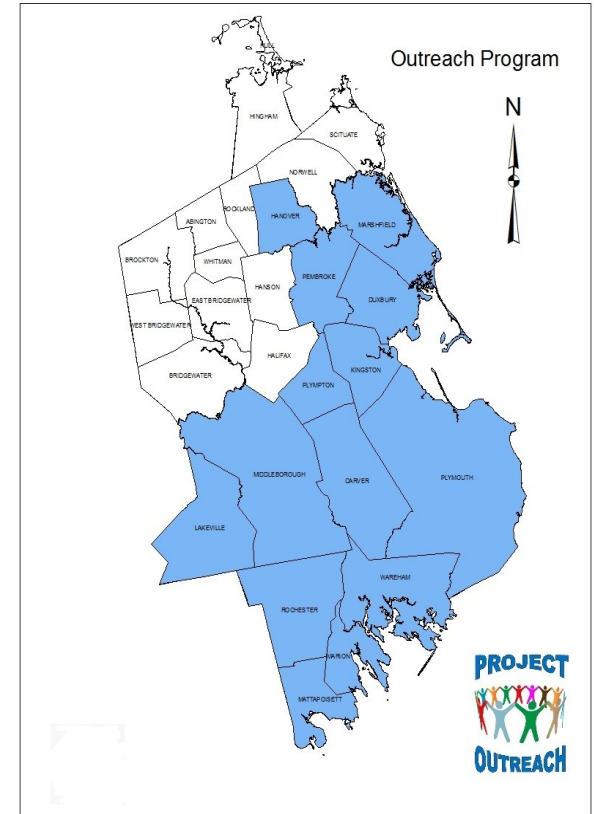 HULL
Outreach Program
N
HINGHAM
SCITUATE
NORWELL
ROCKLAND
HANOVER
MARSHFIELD
ABINGTON
BROCKTON
WHITMAN
HANSON
PEMBROKE
EAST BRIDGEWATER
DUXBURY
WEST BRIDGEWATER
HALIFAX
KINGSTON
BRIDGEWATER
PLYMPTON
MIDDLEBOROUGH
CARVER
PLYMOUTH
LAKEVILLE
WAREHAM
ROCHESTER
MARION
MATTAPOISETT
PROJECT
OUTREACH